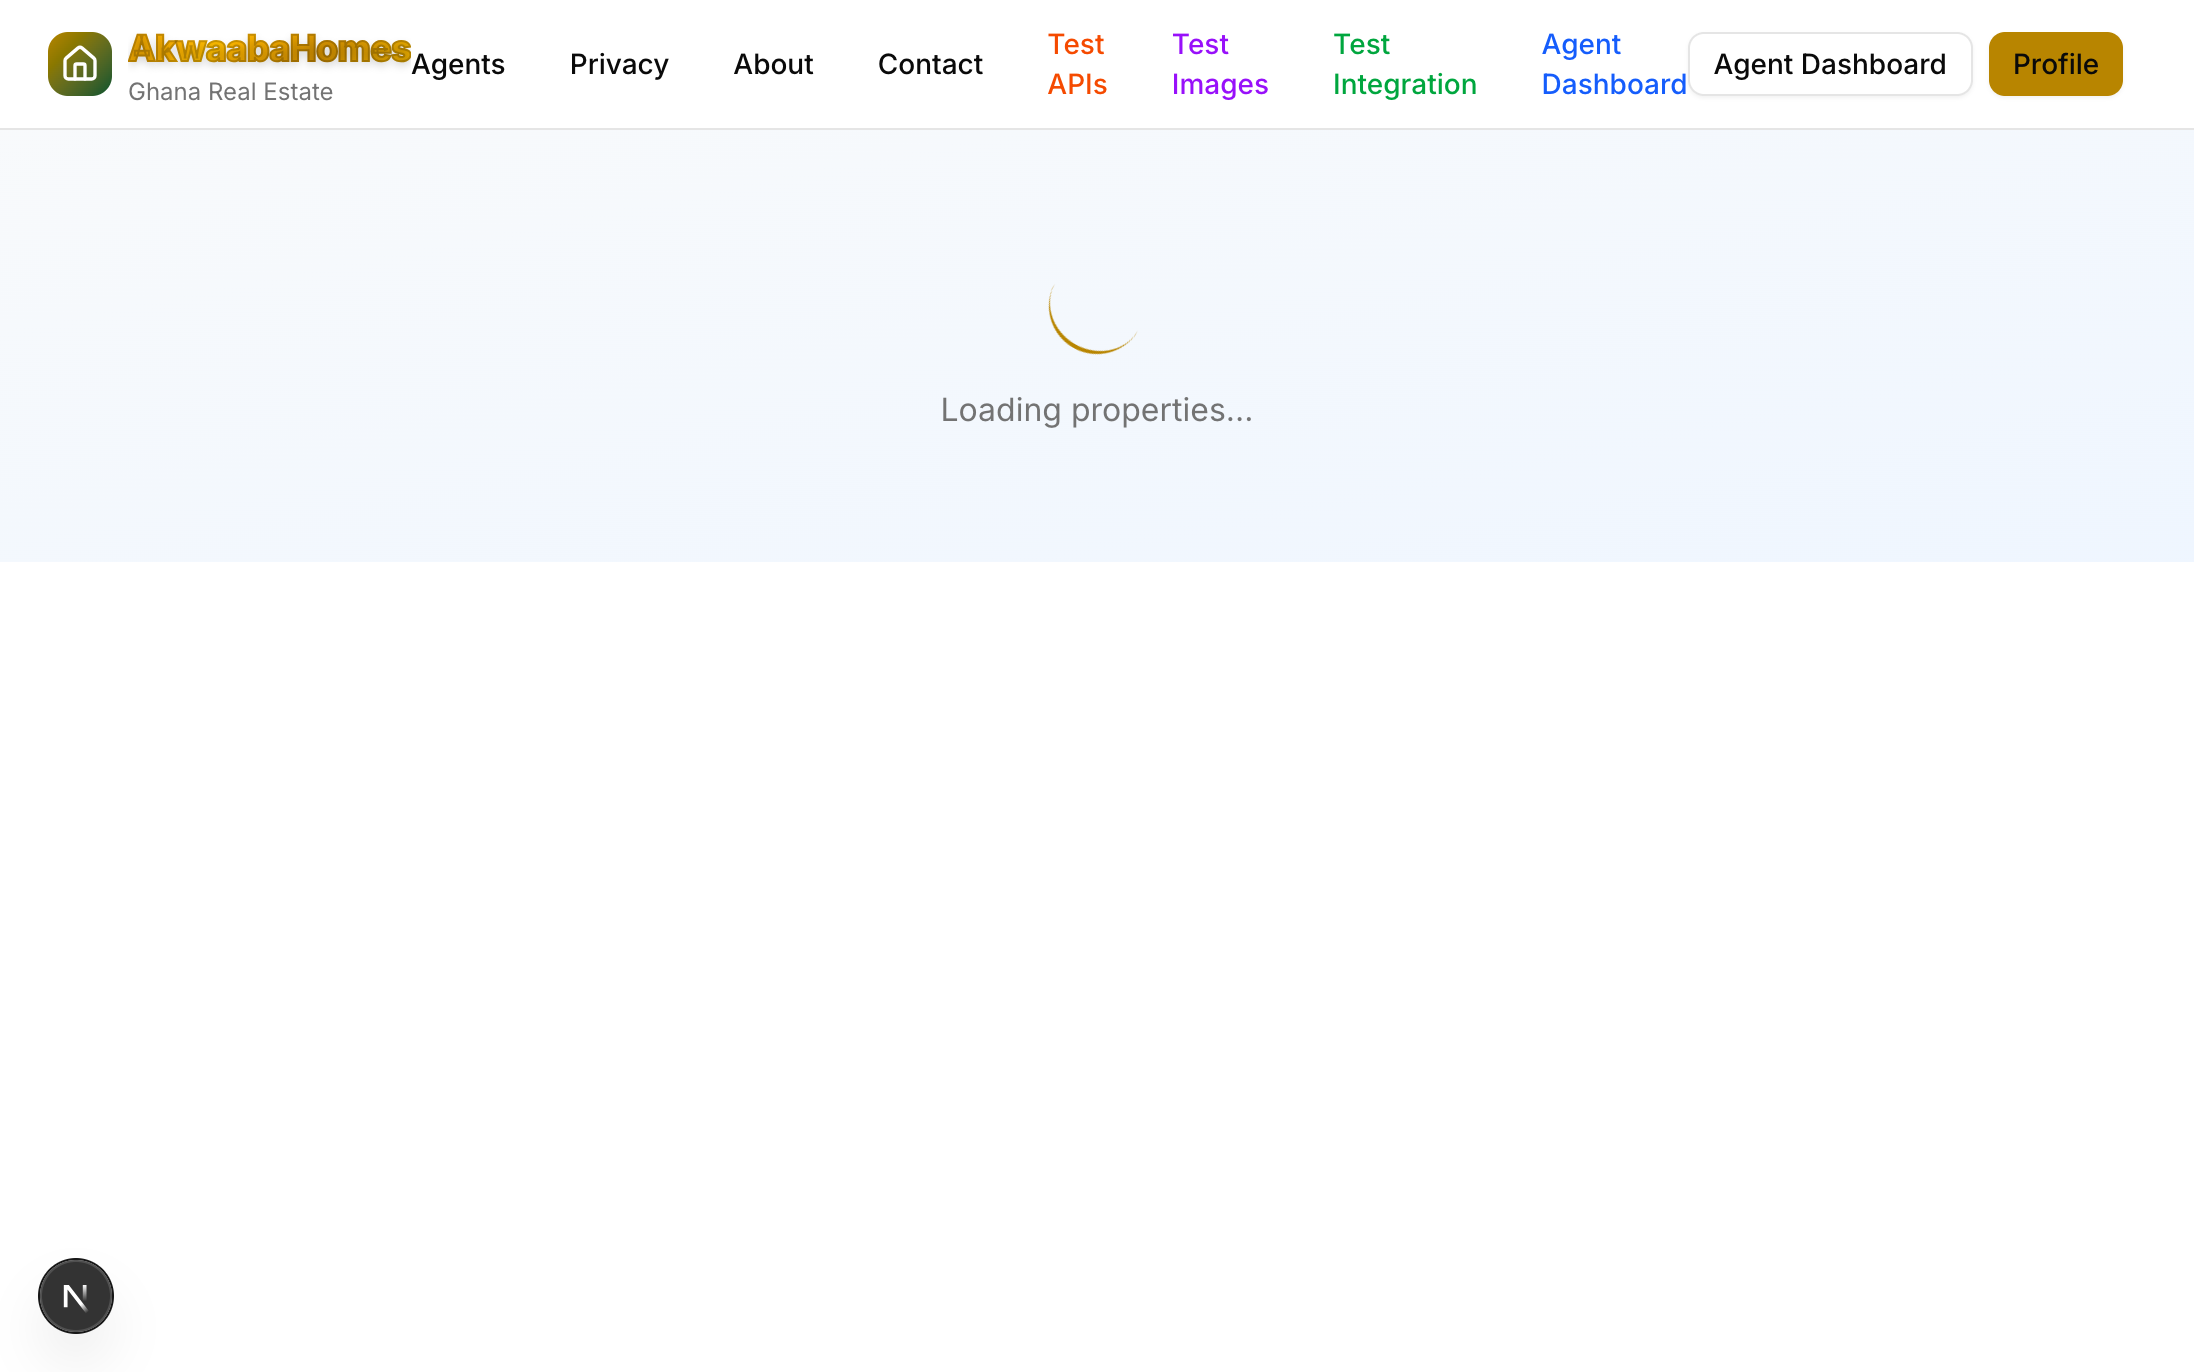 AkwaabaHomes
Ghana Real Estate
Agents
Privacy
About
Contact
Test
APIs
Test
Images
Test
Integration
Agent
Dashboard
Agent Dashboard
Profile
Loading properties...
N